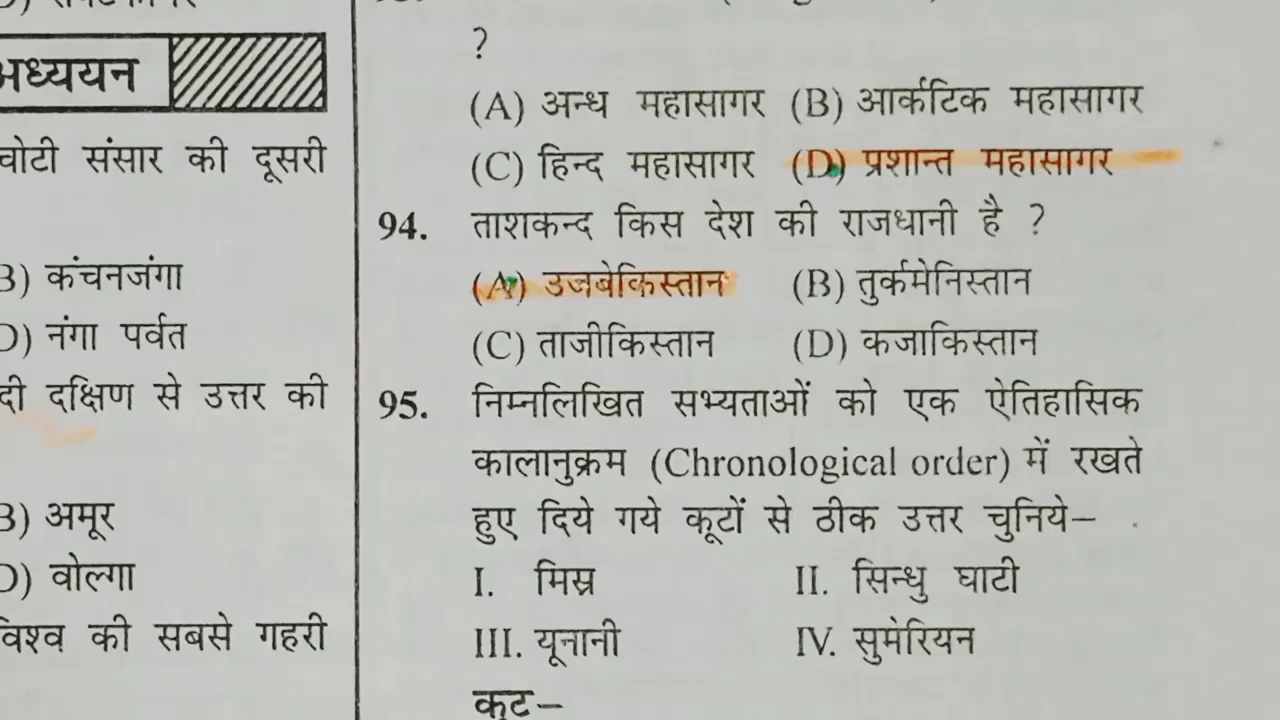 अध्ययन
चोटी संसार की दूसरी
B) कंचनजंगा
D) नंगा पर्वत
दी दक्षिण से उत्तर की
B) अमूर
D) वोल्गा
विश्व की सबसे गहरी
?
(A) अन्ध महासागर (B) आर्कटिक महासागर
(C) हिन्द महासागर (D) प्रशान्त महासागर
94. ताशकन्द किस देश की राजधानी है ?
(A) उजबेकिस्तान (B) तुर्कमेनिस्तान
(C) ताजीकिस्तान (D) कजाकिस्तान
95. निम्नलिखित सभ्यताओं को एक ऐतिहासिक
कालानुक्रम (Chronological order) में रखते
हुए दिये गये कूटों से ठीक उत्तर चुनिये–
I. मिस्र II. सिन्धु घाटी
III. यूनानी IV. सुमेरियन
कूट–